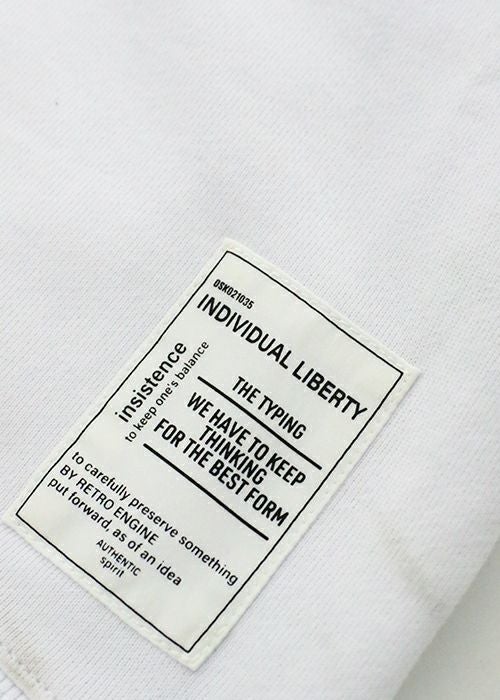 OSK021035
INDIVIDUAL LIBERTY
insistence
to keep one's balance
THE TYPING
WE HAVE TO KEEP
THINKING
FOR THE BEST FORM
to carefully preserve something
BY RETRO ENGINE
put forward, as of an idea
AUTHENTIC
spirit